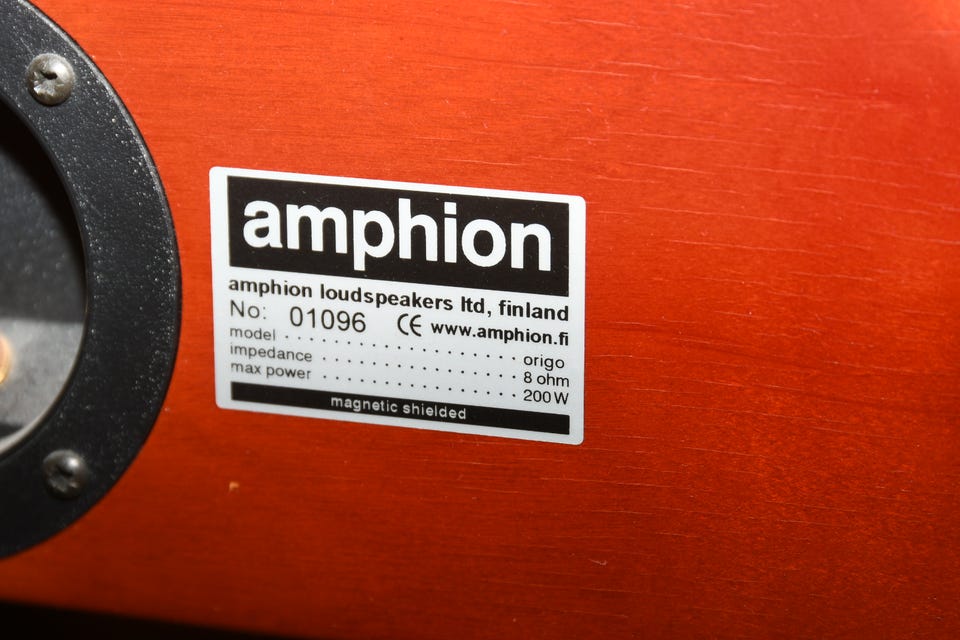 amphion
amphion loudspeakers ltd, finland
No: 01096 CE www.amphion.fi
model . . . . . . . . . . . . . . . . . . . . . . origo
impedance . . . . . . . . . . . . . . . . . . 8 ohm
max power . . . . . . . . . . . . . . . . . . 200 W
magnetic shielded